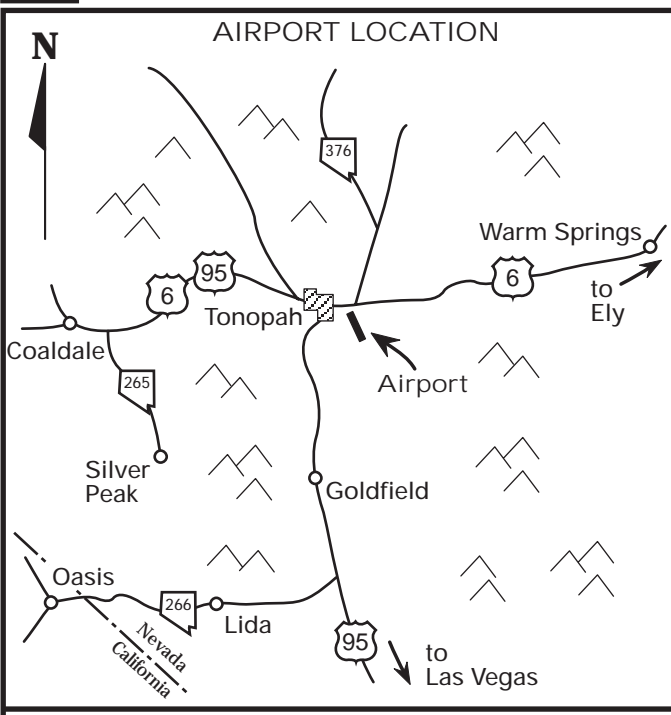 AIRPORT LOCATION
N
376
Warm Springs
95
6
6
to
Ely
Tonopah
Coaldale
Airport
265
Silver
Peak
Goldfield
Oasis
266
Lida
Nevada
California
95
to
Las Vegas